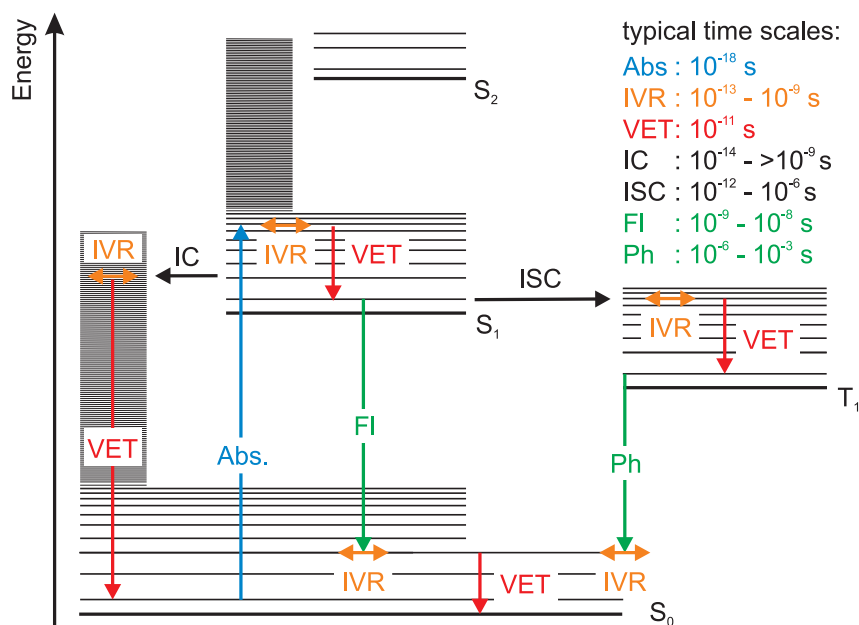 Energy
typical time scales:
Abs : 10⁻¹⁸ s
IVR : 10⁻¹³ - 10⁻⁹ s
VET: 10⁻¹¹ s
IC : 10⁻¹⁴ - >10⁻⁹ s
ISC : 10⁻¹² - 10⁻⁶ s
Fl : 10⁻⁹ - 10⁻⁸ s
Ph : 10⁻⁶ - 10⁻³ s
S₂
IVR
IC
IVR
VET
ISC
S₁
IVR
VET
T₁
VET
Abs.
Fl
Ph
IVR
VET
IVR
S₀